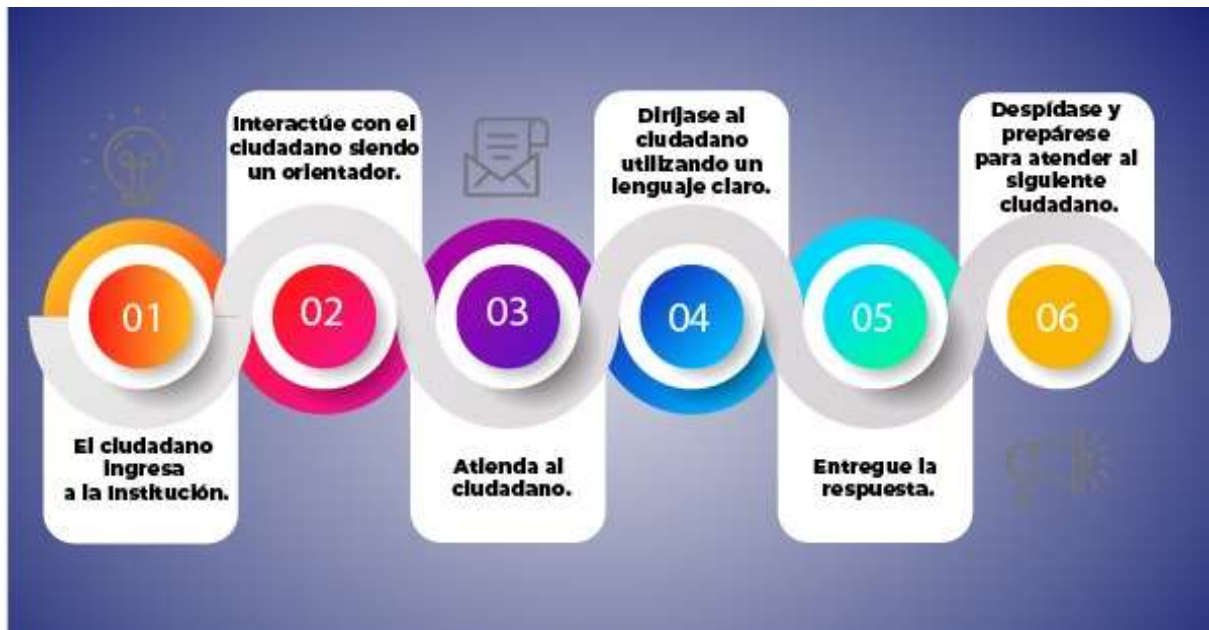 01
El ciudadano
ingresa
a la Institución.
02
Interactúe con el
ciudadano siendo
un orientador.
03
Atienda al
ciudadano.
04
Diríjase al
ciudadano
utilizando un
lenguaje claro.
05
Entregue la
respuesta.
06
Despídase y
prepárese
para atender al
siguiente
ciudadano.